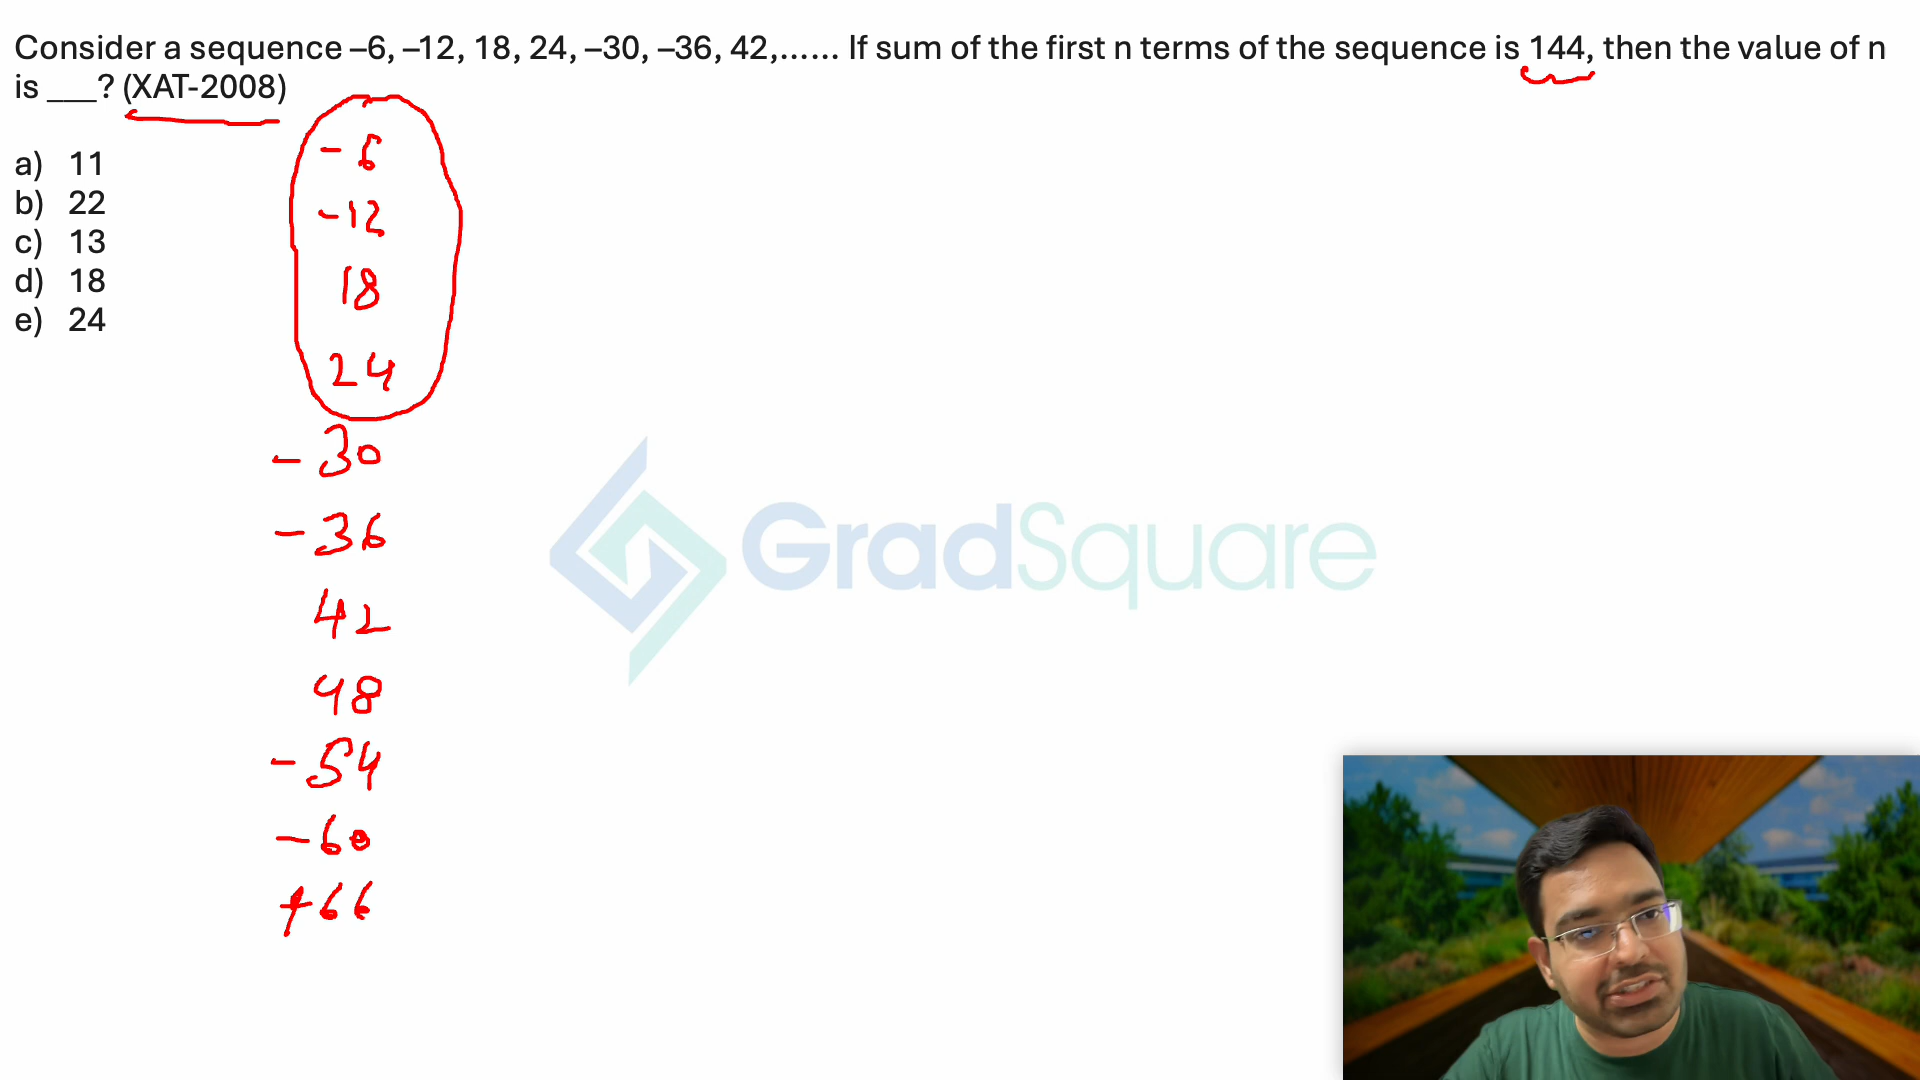 Consider a sequence –6, –12, 18, 24, –30, –36, 42,…… If sum of the first n terms of the sequence is 144, then the value of n
is ___? (XAT-2008)
a) 11
b) 22
c) 13
d) 18
e) 24
-6
-12
18
24
-30
-36
42
48
-54
-60
+66
GradSquare